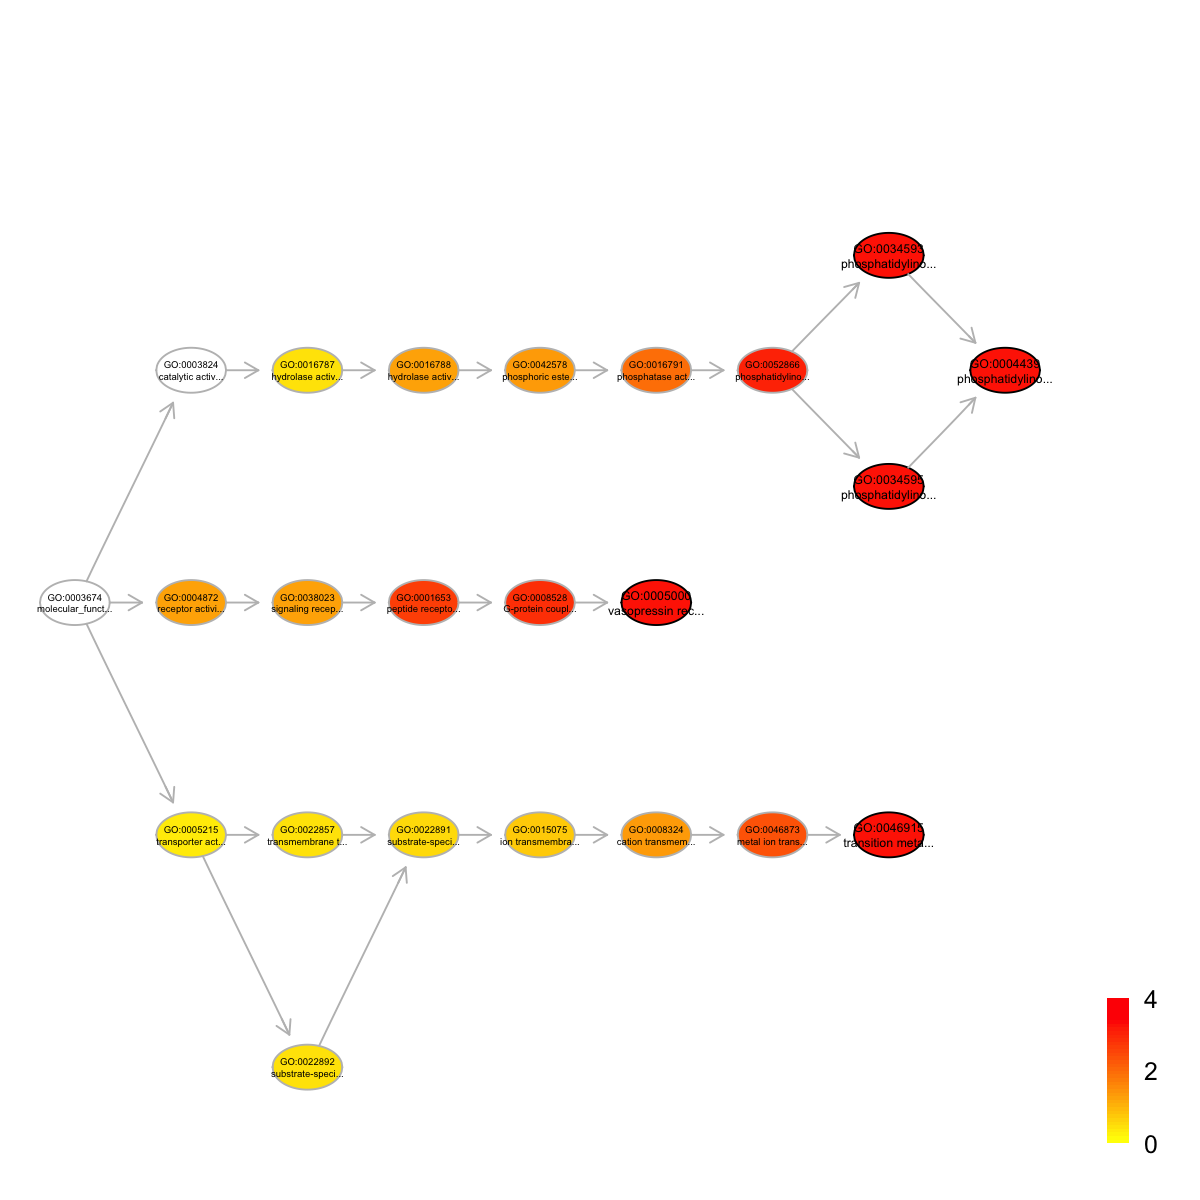 GO:0034593
phosphatidylino...
GO:0003824
catalytic activ...
GO:0016787
hydrolase activ...
GO:0016788
hydrolase activ...
GO:0042578
phosphoric este...
GO:0016791
phosphatase act...
GO:0052866
phosphatidylino...
GO:0004439
phosphatidylino...
GO:0034595
phosphatidylino...
GO:0003674
molecular_funct...
GO:0004872
receptor activi...
GO:0038023
signaling recep...
GO:0001653
peptide recepto...
GO:0008528
G-protein coupl...
GO:0005000
vasopressin rec...
GO:0005215
transporter act...
GO:0022857
transmembrane t...
GO:0022891
substrate-speci...
GO:0015075
ion transmembra...
GO:0008324
cation transmem...
GO:0046873
metal ion trans...
GO:0046915
transition meta...
GO:0022892
substrate-speci...
4
2
0